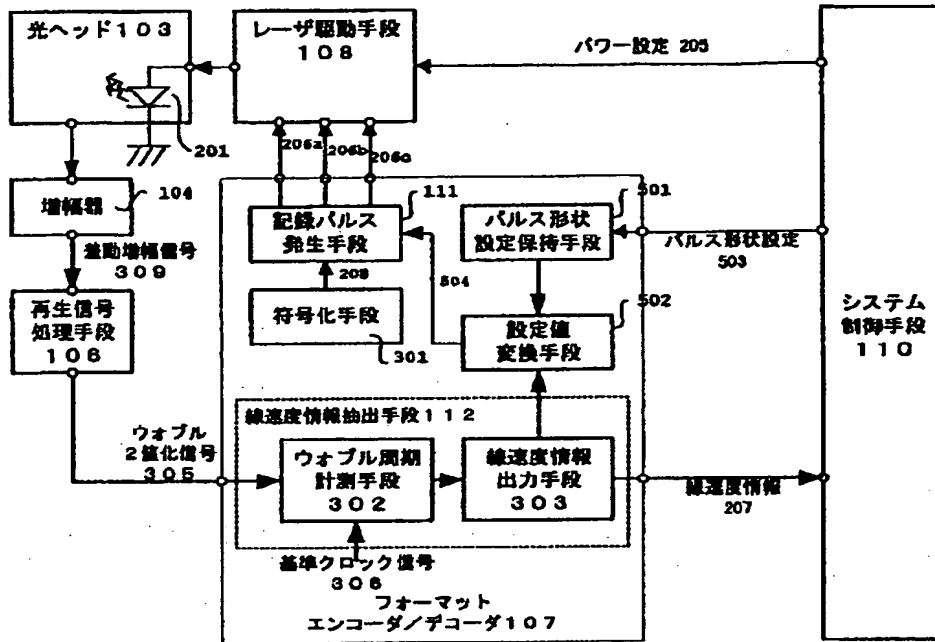 光ヘッド103
201
レーザ駆動手段
108
パワー設定 205
206a
206b
206c
増幅器
104
差動増幅信号
309
再生信号
処理手段
106
記録パルス
発生手段
111
208
符号化手段
301
504
パルス形状
設定保持手段
501
パルス形状設定
503
設定値
変換手段
502
システム
制御手段
110
線速度情報抽出手段112
ウォブル
2値化信号
305
ウォブル周期
計測手段
302
線速度情報
出力手段
303
線速度情報
207
基準クロック信号
306
フォーマット
エンコーダ/デコーダ107